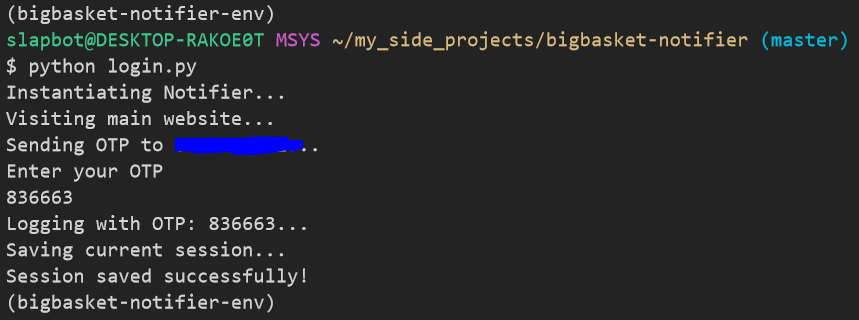 (bigbasket-notifier-env)
slapbot@DESKTOP-RAKOE0T MSYS ~/my_side_projects/bigbasket-notifier (master)
$ python login.py
Instantiating Notifier...
Visiting main website...
Sending OTP to ..
Enter your OTP
836663
Logging with OTP: 836663...
Saving current session...
Session saved successfully!
(bigbasket-notifier-env)